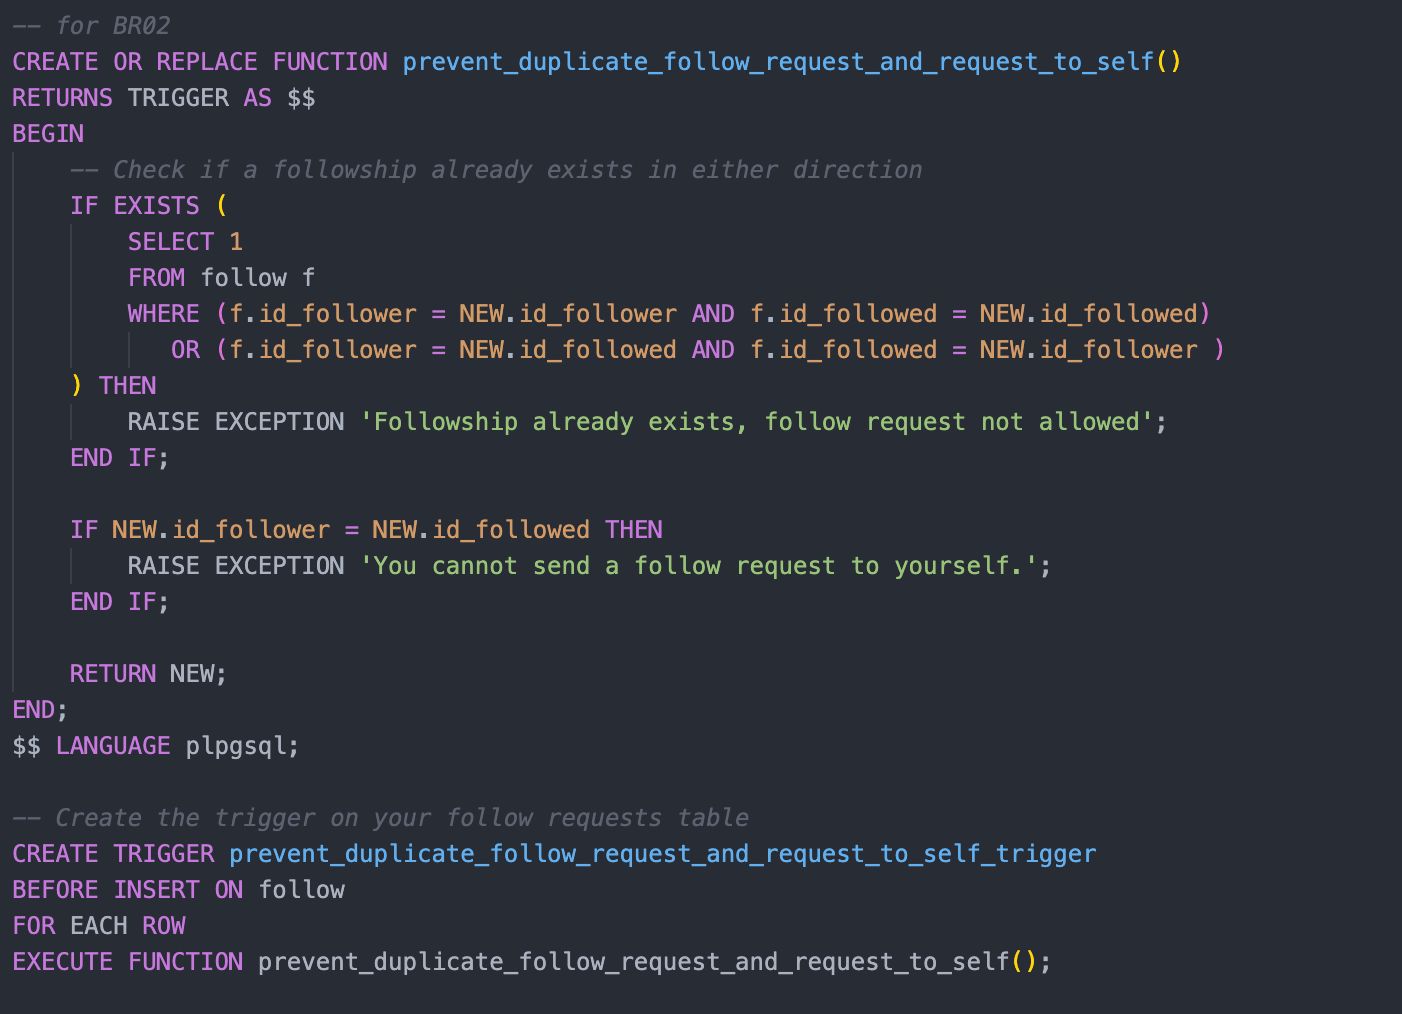 -- for BR02
CREATE OR REPLACE FUNCTION prevent_duplicate_follow_request_and_request_to_self()
RETURNS TRIGGER AS $$
BEGIN
    -- Check if a followship already exists in either direction
    IF EXISTS (
        SELECT 1
        FROM follow f
        WHERE (f.id_follower = NEW.id_follower AND f.id_followed = NEW.id_followed)
           OR (f.id_follower = NEW.id_followed AND f.id_followed = NEW.id_follower )
    ) THEN
        RAISE EXCEPTION 'Followship already exists, follow request not allowed';
    END IF;

    IF NEW.id_follower = NEW.id_followed THEN
        RAISE EXCEPTION 'You cannot send a follow request to yourself.';
    END IF;

    RETURN NEW;
END;
$$ LANGUAGE plpgsql;

-- Create the trigger on your follow requests table
CREATE TRIGGER prevent_duplicate_follow_request_and_request_to_self_trigger
BEFORE INSERT ON follow
FOR EACH ROW
EXECUTE FUNCTION prevent_duplicate_follow_request_and_request_to_self();